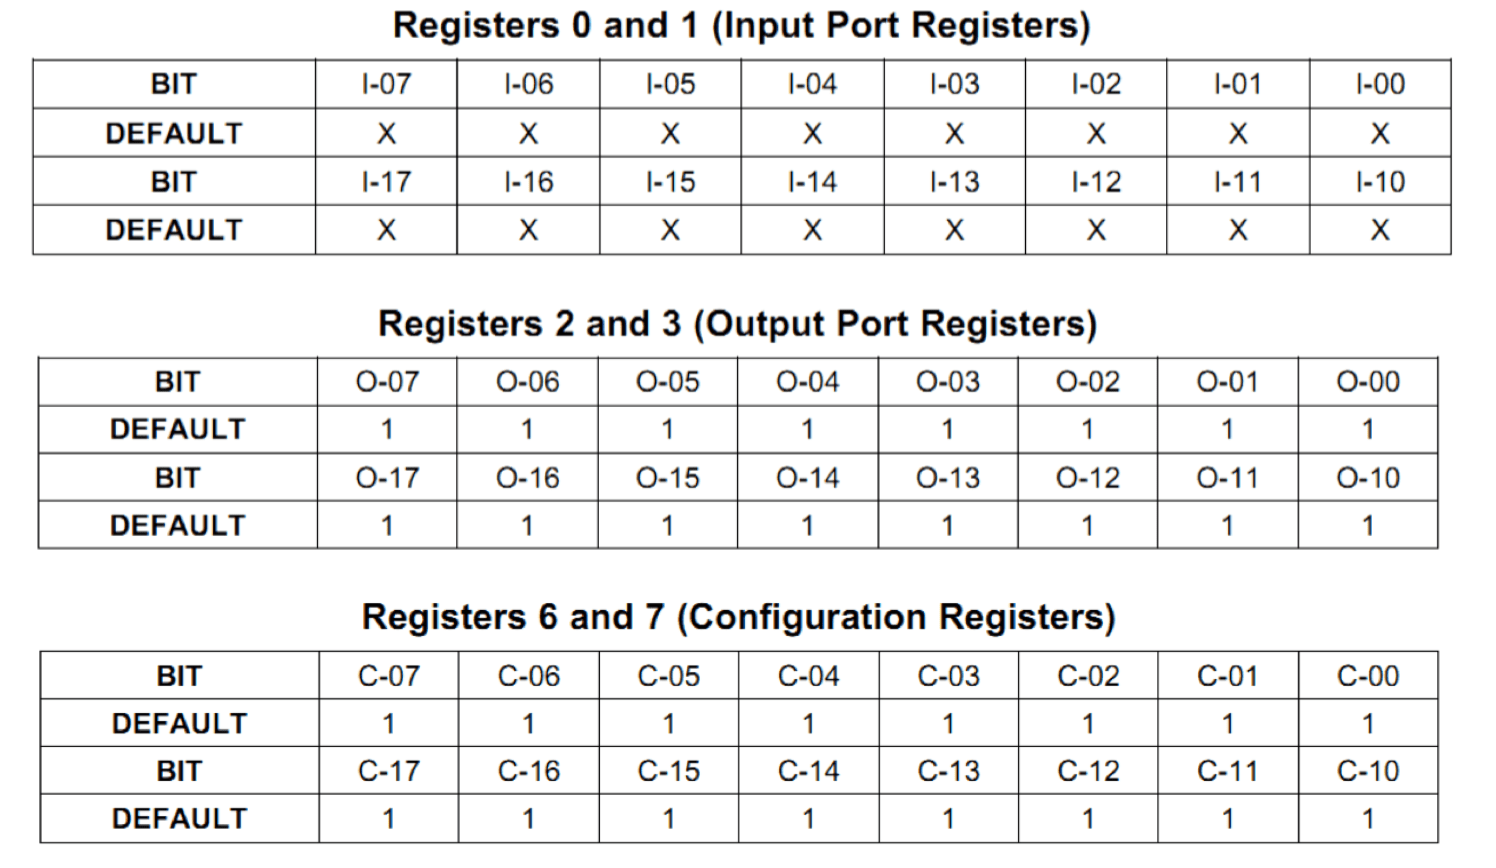 Registers 0 and 1 (Input Port Registers)
BIT I-07 I-06 I-05 I-04 I-03 I-02 I-01 I-00
DEFAULT X X X X X X X X
BIT I-17 I-16 I-15 I-14 I-13 I-12 I-11 I-10
DEFAULT X X X X X X X X
Registers 2 and 3 (Output Port Registers)
BIT O-07 O-06 O-05 O-04 O-03 O-02 O-01 O-00
DEFAULT 1 1 1 1 1 1 1 1
BIT O-17 O-16 O-15 O-14 O-13 O-12 O-11 O-10
DEFAULT 1 1 1 1 1 1 1 1
Registers 6 and 7 (Configuration Registers)
BIT C-07 C-06 C-05 C-04 C-03 C-02 C-01 C-00
DEFAULT 1 1 1 1 1 1 1 1
BIT C-17 C-16 C-15 C-14 C-13 C-12 C-11 C-10
DEFAULT 1 1 1 1 1 1 1 1